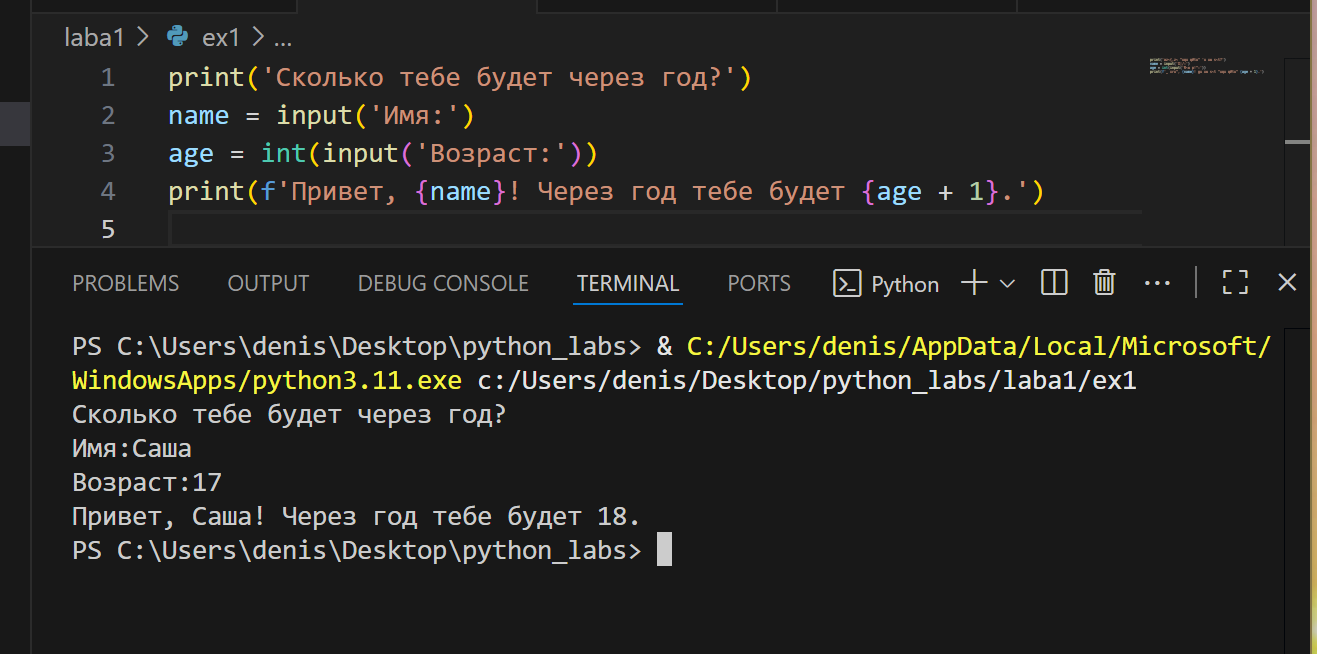 laba1 > ex1 > ...
1 print('Сколько тебе будет через год?')
2 name = input('Имя:')
3 age = int(input('Возраст:'))
4 print(f'Привет, {name}! Через год тебе будет {age + 1}.')
5
PROBLEMS OUTPUT DEBUG CONSOLE TERMINAL PORTS Python
PS C:\Users\denis\Desktop\python_labs> & C:/Users/denis/AppData/Local/Microsoft/
WindowsApps/python3.11.exe c:/Users/denis/Desktop/python_labs/laba1/ex1
Сколько тебе будет через год?
Имя:Саша
Возраст:17
Привет, Саша! Через год тебе будет 18.
PS C:\Users\denis\Desktop\python_labs>